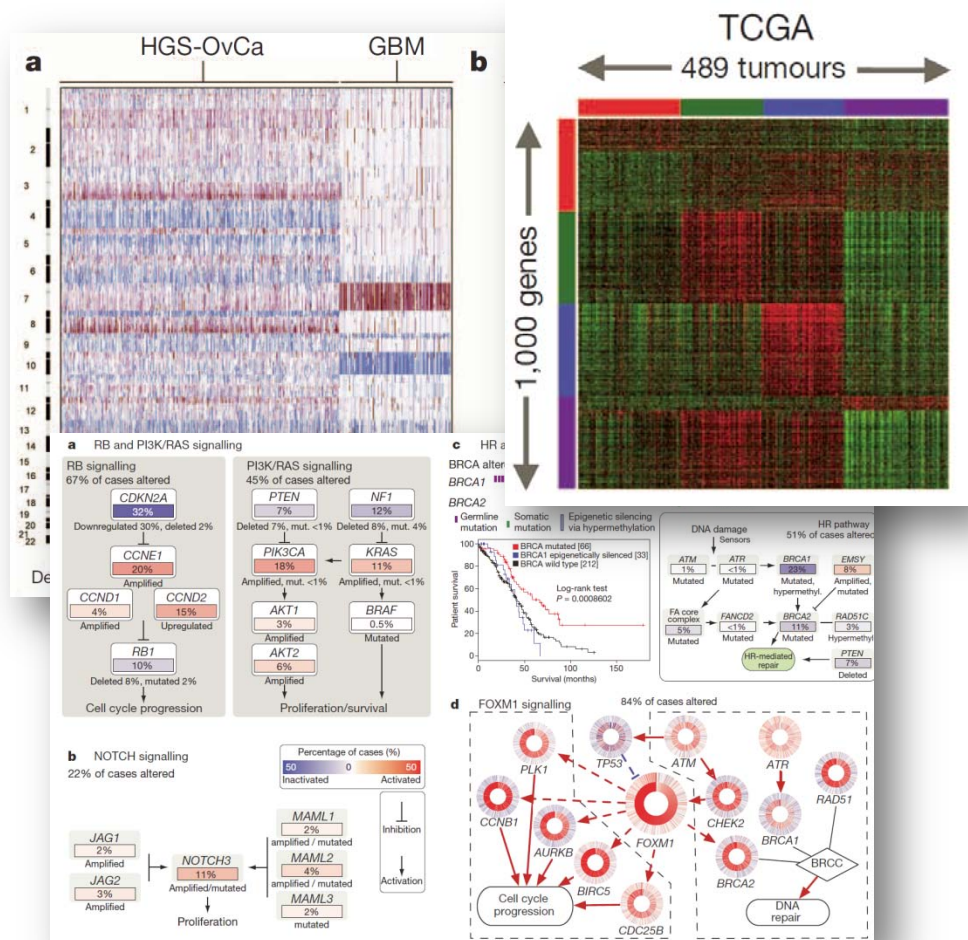 a
HGS-OvCa
GBM
b
1
2
3
4
5
6
7
8
9
10
11
12
13
14
15
16
17
18
19
20
21
22
De
TCGA
489 tumours
1,000 genes
a RB and PI3K/RAS signalling
RB signalling
67% of cases altered
CDKN2A
32%
Downregulated 30%, deleted 2%
CCNE1
20%
Amplified
CCND1
4%
Amplified
CCND2
15%
Upregulated
RB1
10%
Deleted 8%, mutated 2%
Cell cycle progression
PI3K/RAS signalling
45% of cases altered
PTEN
7%
Deleted 7%, mut. <1%
NF1
12%
Deleted 8%, mut. 4%
PIK3CA
18%
Amplified, mut. <1%
KRAS
11%
Amplified, mut. <1%
AKT1
3%
Amplified
BRAF
0.5%
Mutated
AKT2
6%
Amplified
Proliferation/survival
b NOTCH signalling
22% of cases altered
Percentage of cases (%)
50 0 50
Inactivated Activated
Inhibition
Activation
JAG1
2%
Amplified
JAG2
3%
Amplified
NOTCH3
11%
Amplified/mutated
Proliferation
MAML1
2%
amplified / mutated
MAML2
4%
amplified / mutated
MAML3
2%
mutated
c HR a
BRCA alter
BRCA1
BRCA2
Germline mutation
Somatic mutation
Epigenetic silencing via hypermethylation
BRCA mutated [66]
BRCA1 epigenetically silenced [33]
BRCA wild type [212]
Log-rank test
P = 0.0008602
Patient survival
100
80
60
40
20
0
0 50 100 150
Survival (months)
HR pathway
51% of cases altered
DNA damage
Sensors
ATM
1%
Mutated
ATR
<1%
Mutated
BRCA1
23%
Mutated, hypermethyl.
EMSY
8%
Amplified, mutated
FA core complex
5%
Mutated
FANCD2
<1%
Mutated
BRCA2
11%
Mutated
RAD51C
3%
Hypermethyl
HR-mediated repair
PTEN
7%
Deleted
d FOXM1 signalling
84% of cases altered
PLK1
TP53
ATM
ATR
RAD51
CCNB1
AURKB
FOXM1
CHEK2
BRCA1
BRCC
BIRC5
BRCA2
CDC25B
Cell cycle progression
DNA repair